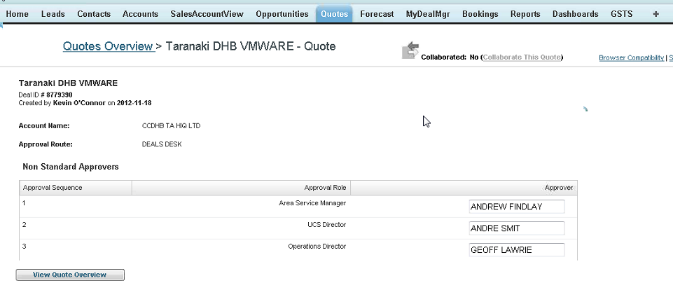 Home Leads Contacts Accounts SalesAccountView Opportunities Quotes Forecast MyDealMgr Bookings Reports Dashboards GSTS +
Quotes Overview > Taranaki DHB VMWARE - Quote
Collaborated: No (Collaborate This Quote)
Browser Compatibility | S
Taranaki DHB VMWARE
Deal ID # 8779390
Created by Kevin O'Connor on 2012-11-18
Account Name: CCDHB TA HIQ LTD
Approval Route: DEALS DESK
Non Standard Approvers
Approval Sequence Approval Role Approver
1 Area Service Manager ANDREW FINDLAY
2 UCS Director ANDRE SMIT
3 Operations Director GEOFF LAWRIE
View Quote Overview